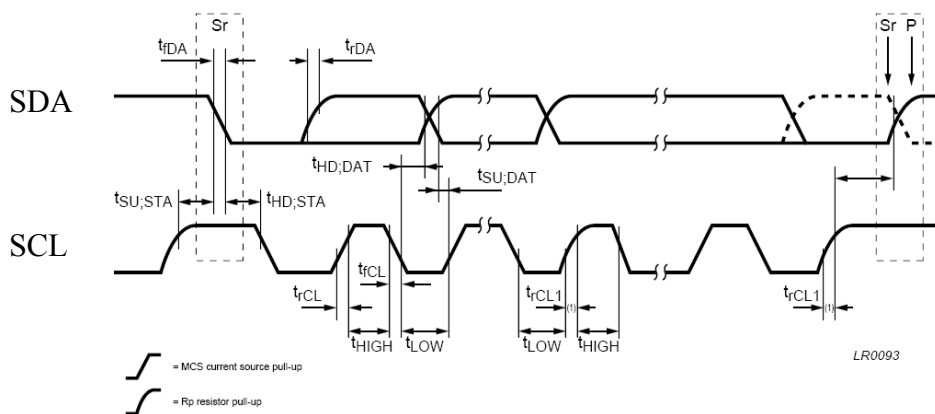 Sr
Sr P
tfDA
trDA
SDA
tHD;DAT
tSU;DAT
tSU;STA
tHD;STA
SCL
tfCL
trCL
trCL1
(1)
trCL1
(1)
tHIGH
tLOW
tLOW
tHIGH
LR0093
= MCS current source pull-up
= Rp resistor pull-up